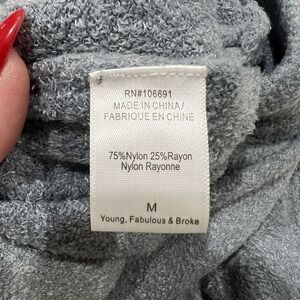 RN#106691
MADE IN CHINA/
FABRIQUE EN CHINE
75%Nylon 25%Rayon
Nylon Rayonne
M
Young, Fabulous & Broke